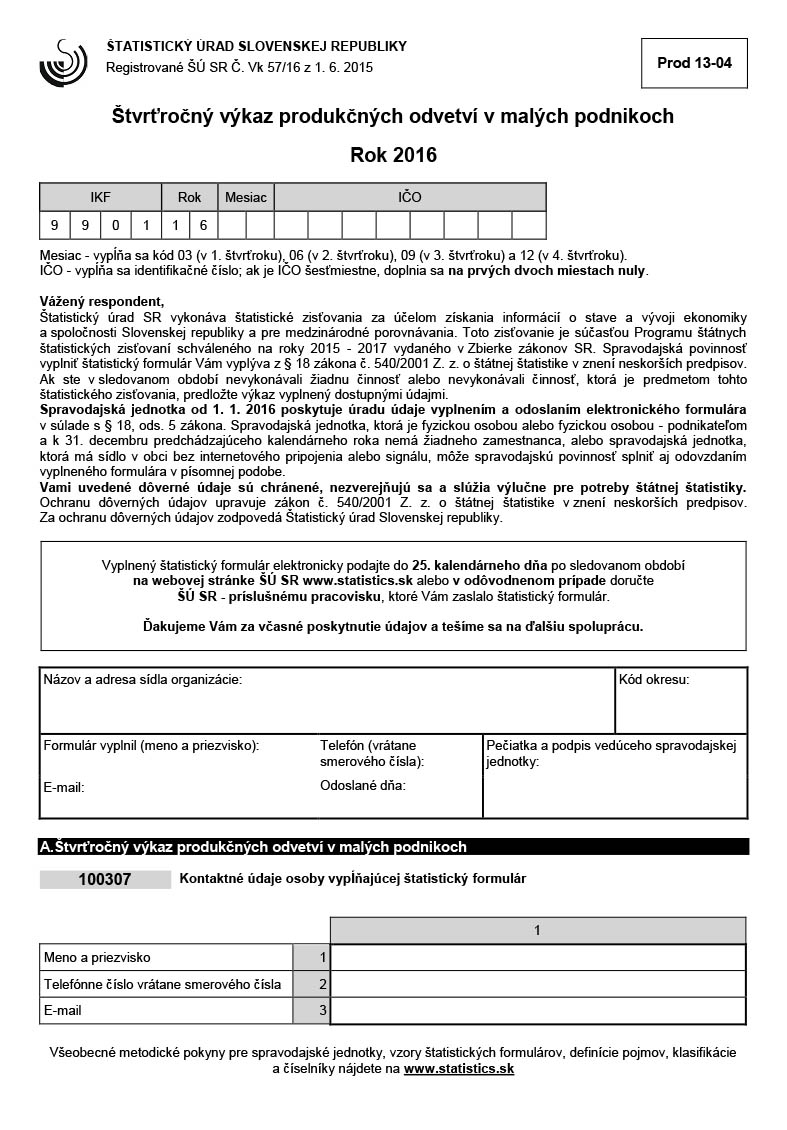 ŠTATISTICKÝ ÚRAD SLOVENSKEJ REPUBLIKY
Registrované ŠÚ SR Č. Vk 57/16 z 1. 6. 2015
Prod 13-04
Štvrťročný výkaz produkčných odvetví v malých podnikoch
Rok 2016
IKF Rok Mesiac IČO
9 9 0 1 1 6
Mesiac - vypĺňa sa kód 03 (v 1. štvrťroku), 06 (v 2. štvrťroku), 09 (v 3. štvrťroku) a 12 (v 4. štvrťroku).
IČO - vypĺňa sa identifikačné číslo; ak je IČO šesťmiestne, doplnia sa na prvých dvoch miestach nuly.
Vážený respondent,
Štatistický úrad SR vykonáva štatistické zisťovania za účelom získania informácií o stave a vývoji ekonomiky
a spoločnosti Slovenskej republiky a pre medzinárodné porovnávania. Toto zisťovanie je súčasťou Programu štátnych
štatistických zisťovaní schváleného na roky 2015 - 2017 vydaného v Zbierke zákonov SR. Spravodajská povinnosť
vyplniť štatistický formulár Vám vyplýva z § 18 zákona č. 540/2001 Z. z. o štátnej štatistike v znení neskorších predpisov.
Ak ste v sledovanom období nevykonávali žiadnu činnosť alebo nevykonávali činnosť, ktorá je predmetom tohto
štatistického zisťovania, predložte výkaz vyplnený dostupnými údajmi.
Spravodajská jednotka od 1. 1. 2016 poskytuje úradu údaje vyplnením a odoslaním elektronického formulára
v súlade s § 18, ods. 5 zákona. Spravodajská jednotka, ktorá je fyzickou osobou alebo fyzickou osobou - podnikateľom
a k 31. decembru predchádzajúceho kalendárneho roka nemá žiadneho zamestnanca, alebo spravodajská jednotka,
ktorá má sídlo v obci bez internetového pripojenia alebo signálu, môže spravodajskú povinnosť splniť aj odovzdaním
vyplneného formulára v písomnej podobe.
Vami uvedené dôverné údaje sú chránené, nezverejňujú sa a slúžia výlučne pre potreby štátnej štatistiky.
Ochranu dôverných údajov upravuje zákon č. 540/2001 Z. z. o štátnej štatistike v znení neskorších predpisov.
Za ochranu dôverných údajov zodpovedá Štatistický úrad Slovenskej republiky.
Vyplnený štatistický formulár elektronicky podajte do 25. kalendárneho dňa po sledovanom období
na webovej stránke ŠÚ SR www.statistics.sk alebo v odôvodnenom prípade doručte
ŠÚ SR - príslušnému pracovisku, ktoré Vám zaslalo štatistický formulár.
Ďakujeme Vám za včasné poskytnutie údajov a tešíme sa na ďalšiu spoluprácu.
Názov a adresa sídla organizácie:
Kód okresu:
Formulár vyplnil (meno a priezvisko):
Telefón (vrátane
smerového čísla):
Pečiatka a podpis vedúceho spravodajskej
jednotky:
E-mail:
Odoslané dňa:
A.Štvrťročný výkaz produkčných odvetví v malých podnikoch
100307 Kontaktné údaje osoby vypĺňajúcej štatistický formulár
1
Meno a priezvisko 1
Telefónne číslo vrátane smerového čísla 2
E-mail 3
Všeobecné metodické pokyny pre spravodajské jednotky, vzory štatistických formulárov, definície pojmov, klasifikácie
a číselníky nájdete na www.statistics.sk